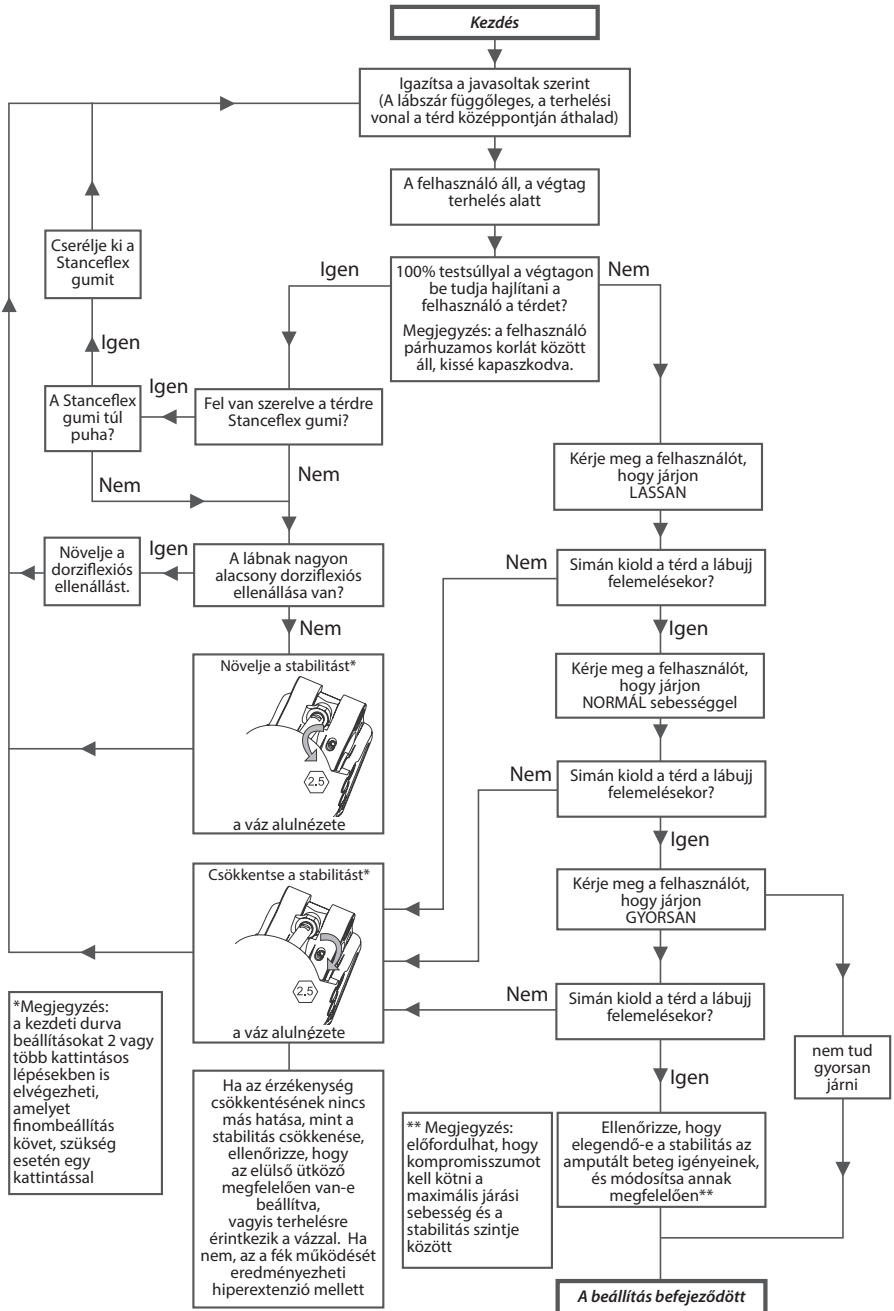 Kezdés
Igazítsa a javasoltak szerint
(A lábszár függőleges, a terhelési
vonal a térd középpontján áthalad)
A felhasználó áll, a végtag
terhelés alatt
Cserélje ki a
Stanceflex
gumit
Igen
100% testsúllyal a végtagon
be tudja hajlítani a
felhasználó a térdet?
Megjegyzés: a felhasználó
párhuzamos korlát között
áll, kissé kapaszkodva.
Nem
Igen
A Stanceflex
gumi túl
puha?
Igen
Fel van szerelve a térdre
Stanceflex gumi?
Nem
Nem
Kérje meg a felhasználót,
hogy járjon
LASSAN
Növelje a
dorziflexiós
ellenállást.
Igen
A lábnak nagyon
alacsony dorziflexiós
ellenállása van?
Nem
Nem
Simán kiold a térd a lábujj
felemelésekor?
Igen
Növelje a stabilitást*
2.5
a váz alulnézete
Kérje meg a felhasználót,
hogy járjon
NORMÁL sebességgel
Nem
Simán kiold a térd a lábujj
felemelésekor?
Igen
Csökkentse a stabilitást*
2.5
a váz alulnézete
Kérje meg a felhasználót,
hogy járjon
GYORSAN
Nem
Simán kiold a térd a lábujj
felemelésekor?
Igen
nem tud
gyorsan
járni
*Megjegyzés:
a kezdeti durva
beállításokat 2 vagy
több kattintásos
lépésekben is
elvégezheti,
amelyet
finombeállítás
követ, szükség
esetén egy
kattintással
Ha az érzékenység
csökkentésének nincs
más hatása, mint a
stabilitás csökkenése,
ellenőrizze, hogy
az elülső ütköző
megfelelően van-e
beállítva,
vagyis terhelésre
érintkezik a vázzal. Ha
nem, az a fék működését
eredményezheti
hiperextenzió mellett
** Megjegyzés:
előfordulhat, hogy
kompromisszumot
kell kötni a
maximális járási
sebesség és a
stabilitás szintje
között
Ellenőrizze, hogy
elegendő-e a stabilitás az
amputált beteg igényeinek,
és módosítsa annak
megfelelően**
A beállítás befejeződött